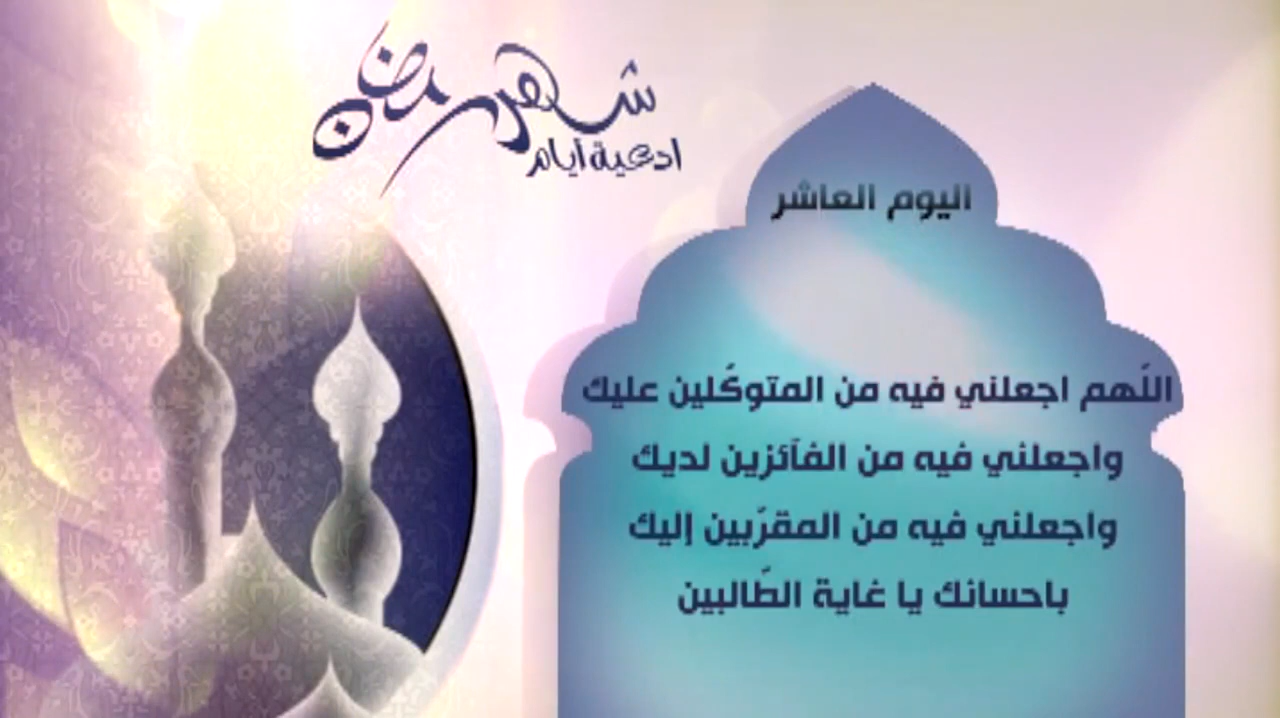 شهر رمضان
ادعية أيام
اليوم العاشر
اللّهم اجعلني فيه من المتوكّلين عليك
واجعلني فيه من الفآئزين لديك
واجعلني فيه من المقرّبين إليك
باحسانك يا غاية الطّالبين